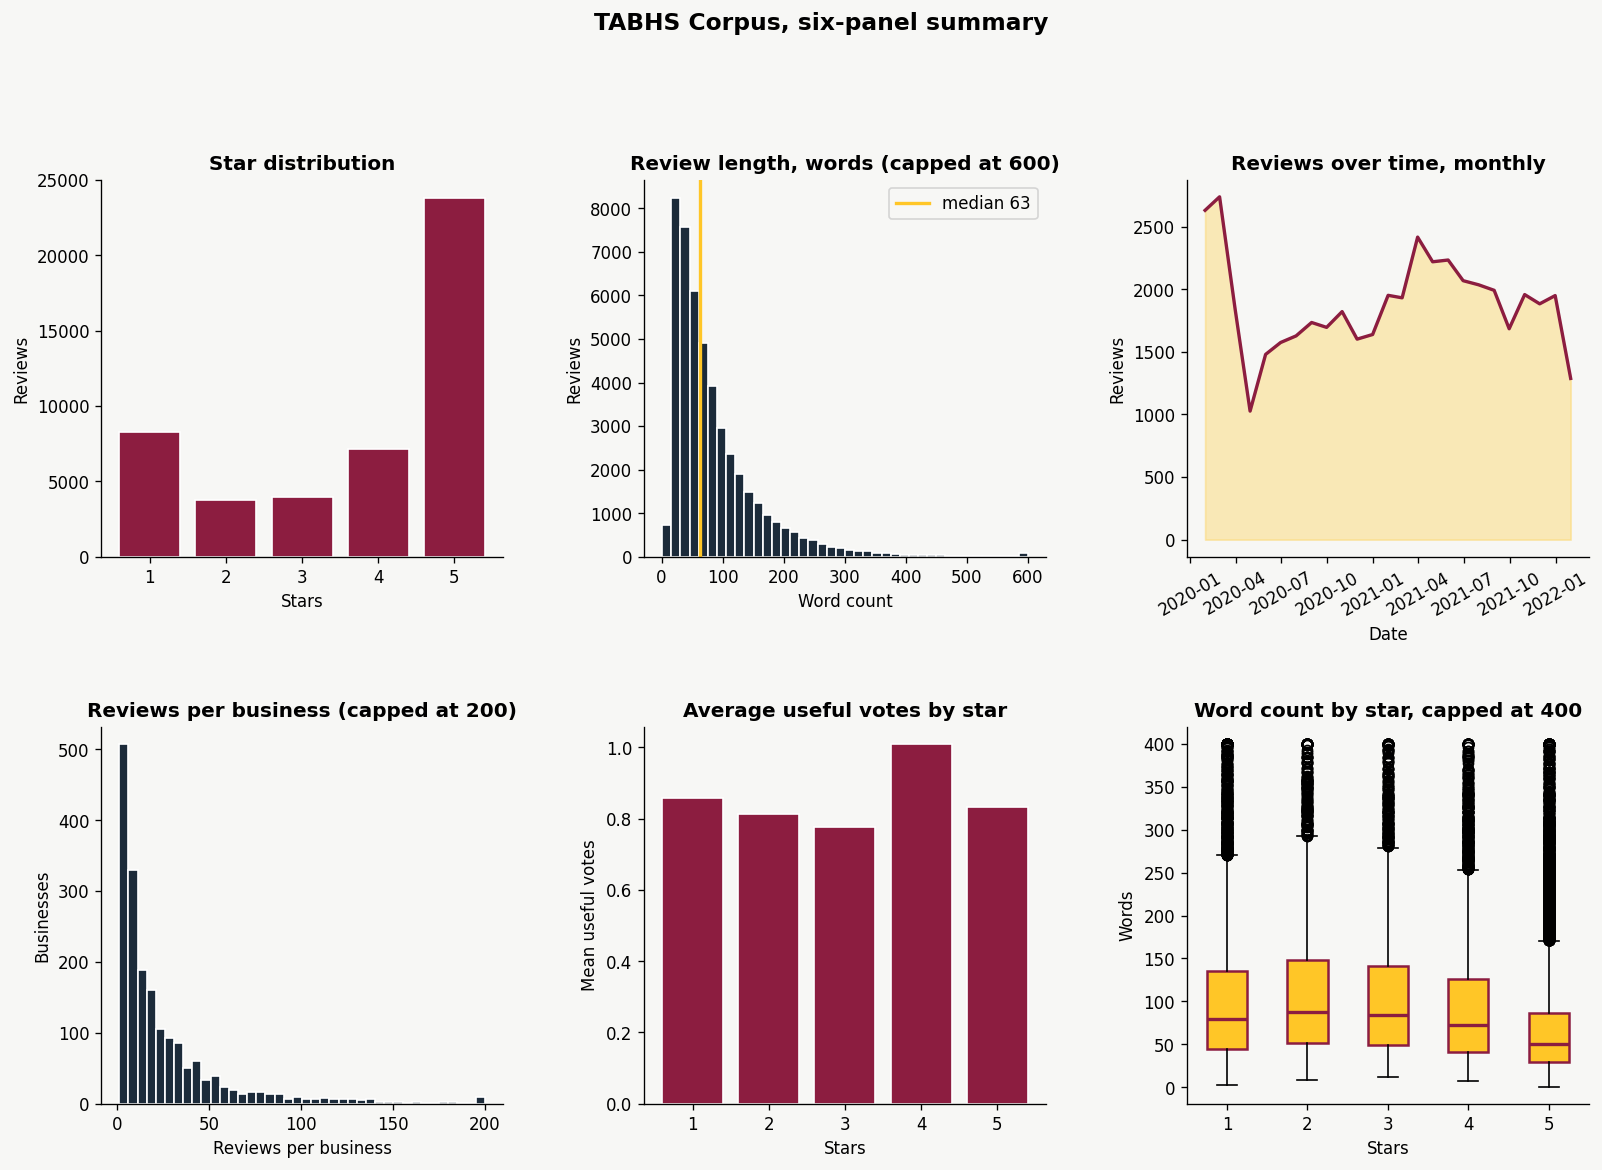 TABHS Corpus, six-panel summary
Star distribution
25000
20000
15000
10000
5000
0
Reviews
1 2 3 4 5
Stars
Review length, words (capped at 600)
median 63
8000
7000
6000
5000
4000
3000
2000
1000
0
Reviews
0 100 200 300 400 500 600
Word count
Reviews over time, monthly
2500
2000
1500
1000
500
0
Reviews
2020-01 2020-04 2020-07 2020-10 2021-01 2021-04 2021-07 2021-10 2022-01
Date
Reviews per business (capped at 200)
500
400
300
200
100
0
Businesses
0 50 100 150 200
Reviews per business
Average useful votes by star
1.0
0.8
0.6
0.4
0.2
0.0
Mean useful votes
1 2 3 4 5
Stars
Word count by star, capped at 400
400
350
300
250
200
150
100
50
0
Words
1 2 3 4 5
Stars